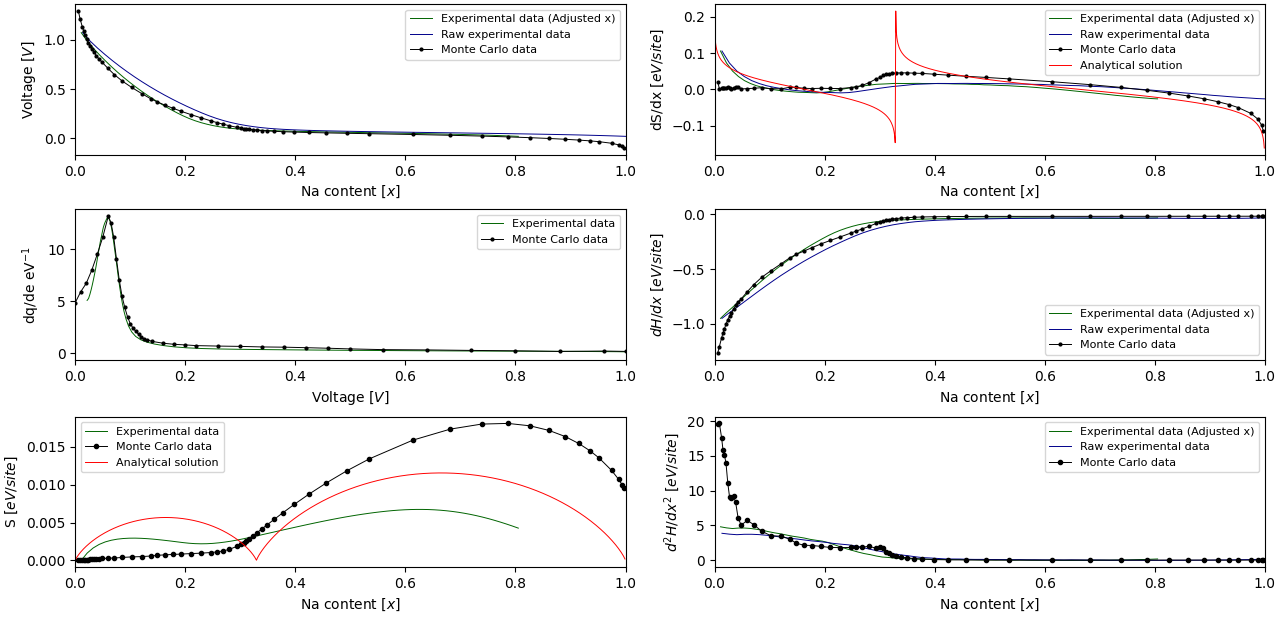 Experimental data (Adjusted x)
Raw experimental data
Monte Carlo data
Voltage [V]
1.0
0.5
0.0
0.0 0.2 0.4 0.6 0.8 1.0
Na content [x]
Experimental data (Adjusted x)
Raw experimental data
Monte Carlo data
Analytical solution
dS/dx [eV/site]
0.2
0.1
0.0
−0.1
0.0 0.2 0.4 0.6 0.8 1.0
Na content [x]
Experimental data
Monte Carlo data
dq/de eV⁻¹
10
5
0
0.0 0.2 0.4 0.6 0.8 1.0
Voltage [V]
Experimental data (Adjusted x)
Raw experimental data
Monte Carlo data
dH/dx [eV/site]
0.0
−0.5
−1.0
0.0 0.2 0.4 0.6 0.8 1.0
Na content [x]
Experimental data
Monte Carlo data
Analytical solution
S [eV/site]
0.015
0.010
0.005
0.000
0.0 0.2 0.4 0.6 0.8 1.0
Na content [x]
Experimental data (Adjusted x)
Raw experimental data
Monte Carlo data
d²H/dx² [eV/site]
20
15
10
5
0
0.0 0.2 0.4 0.6 0.8 1.0
Na content [x]